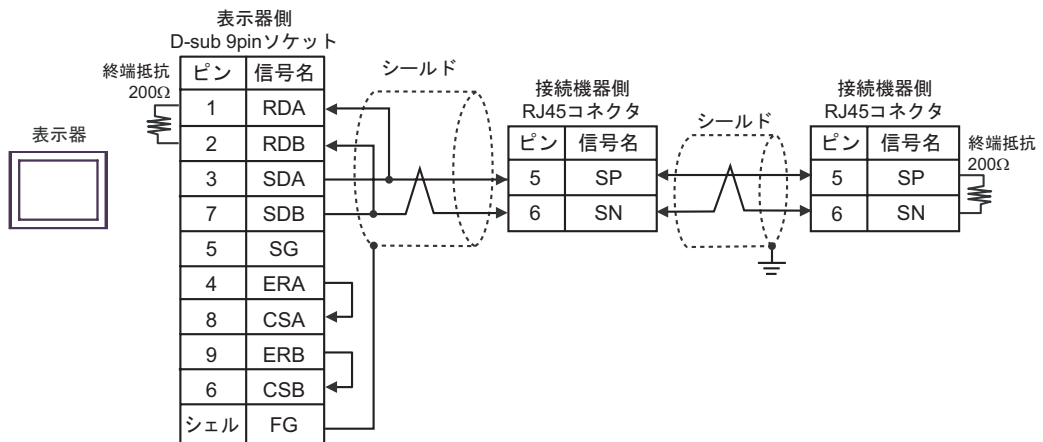 表示器側
D-sub 9pinソケット
終端抵抗
200Ω
ピン 信号名
1 RDA
2 RDB
3 SDA
7 SDB
5 SG
4 ERA
8 CSA
9 ERB
6 CSB
シェル FG
表示器
シールド
接続機器側
RJ45コネクタ
ピン 信号名
5 SP
6 SN
シールド
接続機器側
RJ45コネクタ
ピン 信号名
5 SP
6 SN
終端抵抗
200Ω